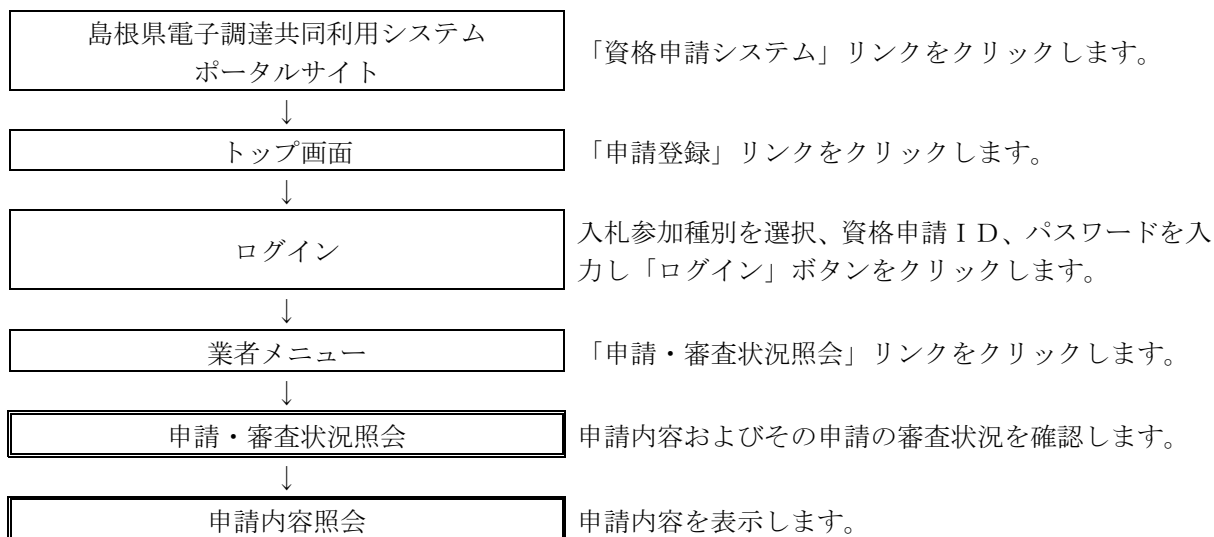 島根県電子調達共同利用システム
ポータルサイト
「資格申請システム」リンクをクリックします。
↓
トップ画面
「申請登録」リンクをクリックします。
↓
ログイン
入札参加種別を選択、資格申請ＩＤ、パスワードを入
力し「ログイン」ボタンをクリックします。
↓
業者メニュー
「申請・審査状況照会」リンクをクリックします。
↓
申請・審査状況照会
申請内容およびその申請の審査状況を確認します。
↓
申請内容照会
申請内容を表示します。